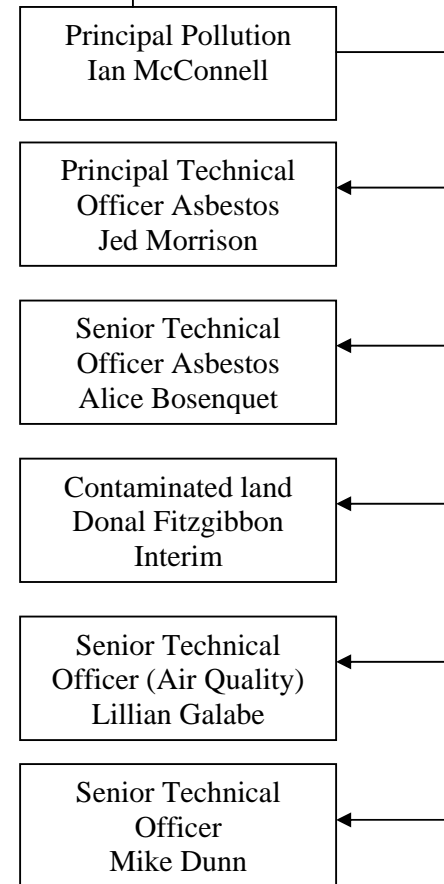 Principal Pollution
Ian McConnell
Principal Technical
Officer Asbestos
Jed Morrison
Senior Technical
Officer Asbestos
Alice Bosenquet
Contaminated land
Donal Fitzgibbon
Interim
Senior Technical
Officer (Air Quality)
Lillian Galabe
Senior Technical
Officer
Mike Dunn